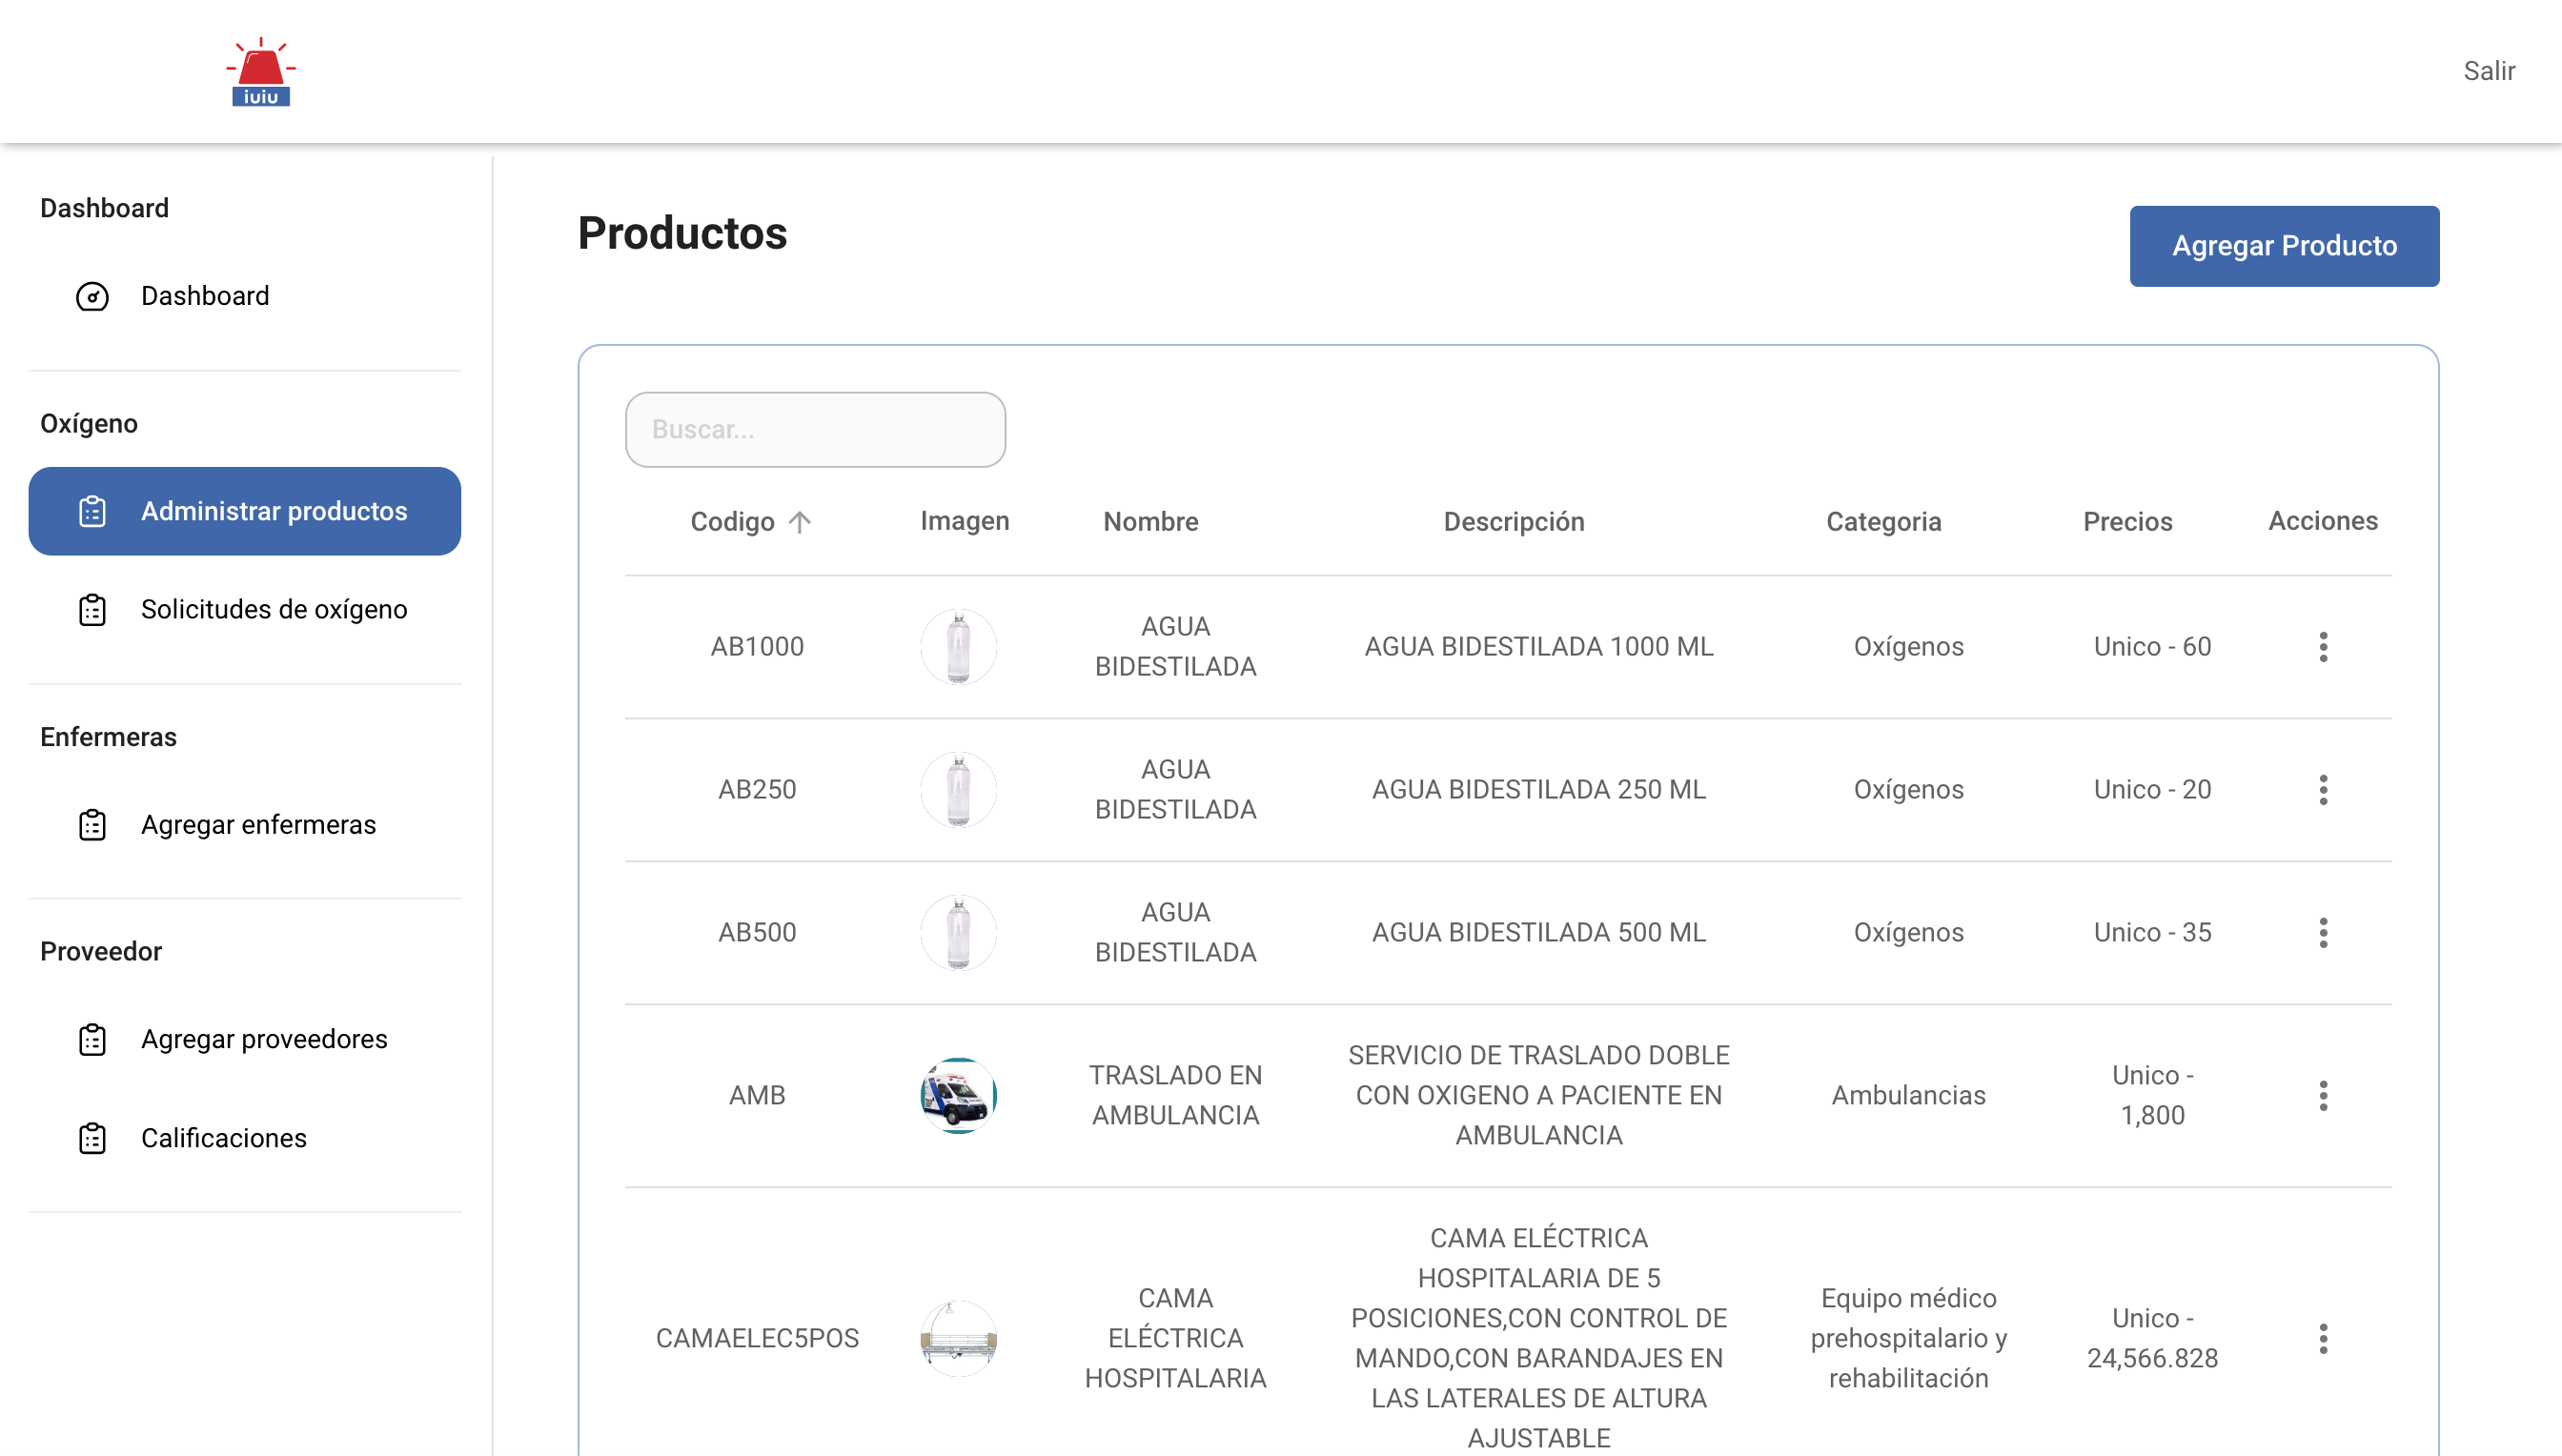 iuiu
Salir
Dashboard
Dashboard
Oxígeno
Administrar productos
Solicitudes de oxígeno
Enfermeras
Agregar enfermeras
Proveedor
Agregar proveedores
Calificaciones
Productos
Agregar Producto
Buscar...
Codigo Imagen Nombre Descripción Categoria Precios Acciones
AB1000
AGUA
BIDESTILADA
AGUA BIDESTILADA 1000 ML
Oxígenos
Unico - 60
AB250
AGUA
BIDESTILADA
AGUA BIDESTILADA 250 ML
Oxígenos
Unico - 20
AB500
AGUA
BIDESTILADA
AGUA BIDESTILADA 500 ML
Oxígenos
Unico - 35
AMB
TRASLADO EN
AMBULANCIA
SERVICIO DE TRASLADO DOBLE
CON OXIGENO A PACIENTE EN
AMBULANCIA
Ambulancias
Unico -
1,800
CAMAELEC5POS
CAMA
ELÉCTRICA
HOSPITALARIA
CAMA ELÉCTRICA
HOSPITALARIA DE 5
POSICIONES,CON CONTROL DE
MANDO,CON BARANDAJES EN
LAS LATERALES DE ALTURA
AJUSTABLE
Equipo médico
prehospitalario y
rehabilitación
Unico -
24,566.828